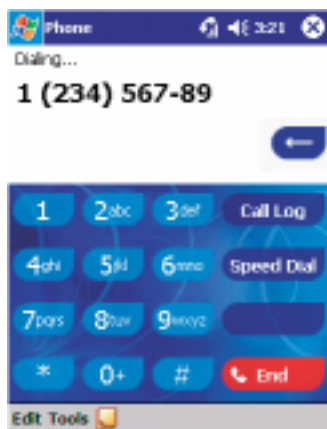 Phone 3:21
Dialing...
1 (234) 567-89
1 2abc 3def Call Log
4ghi 5jkl 6mno Speed Dial
7pqrs 8tuv 9wxyz
* 0+ # End
Edit Tools